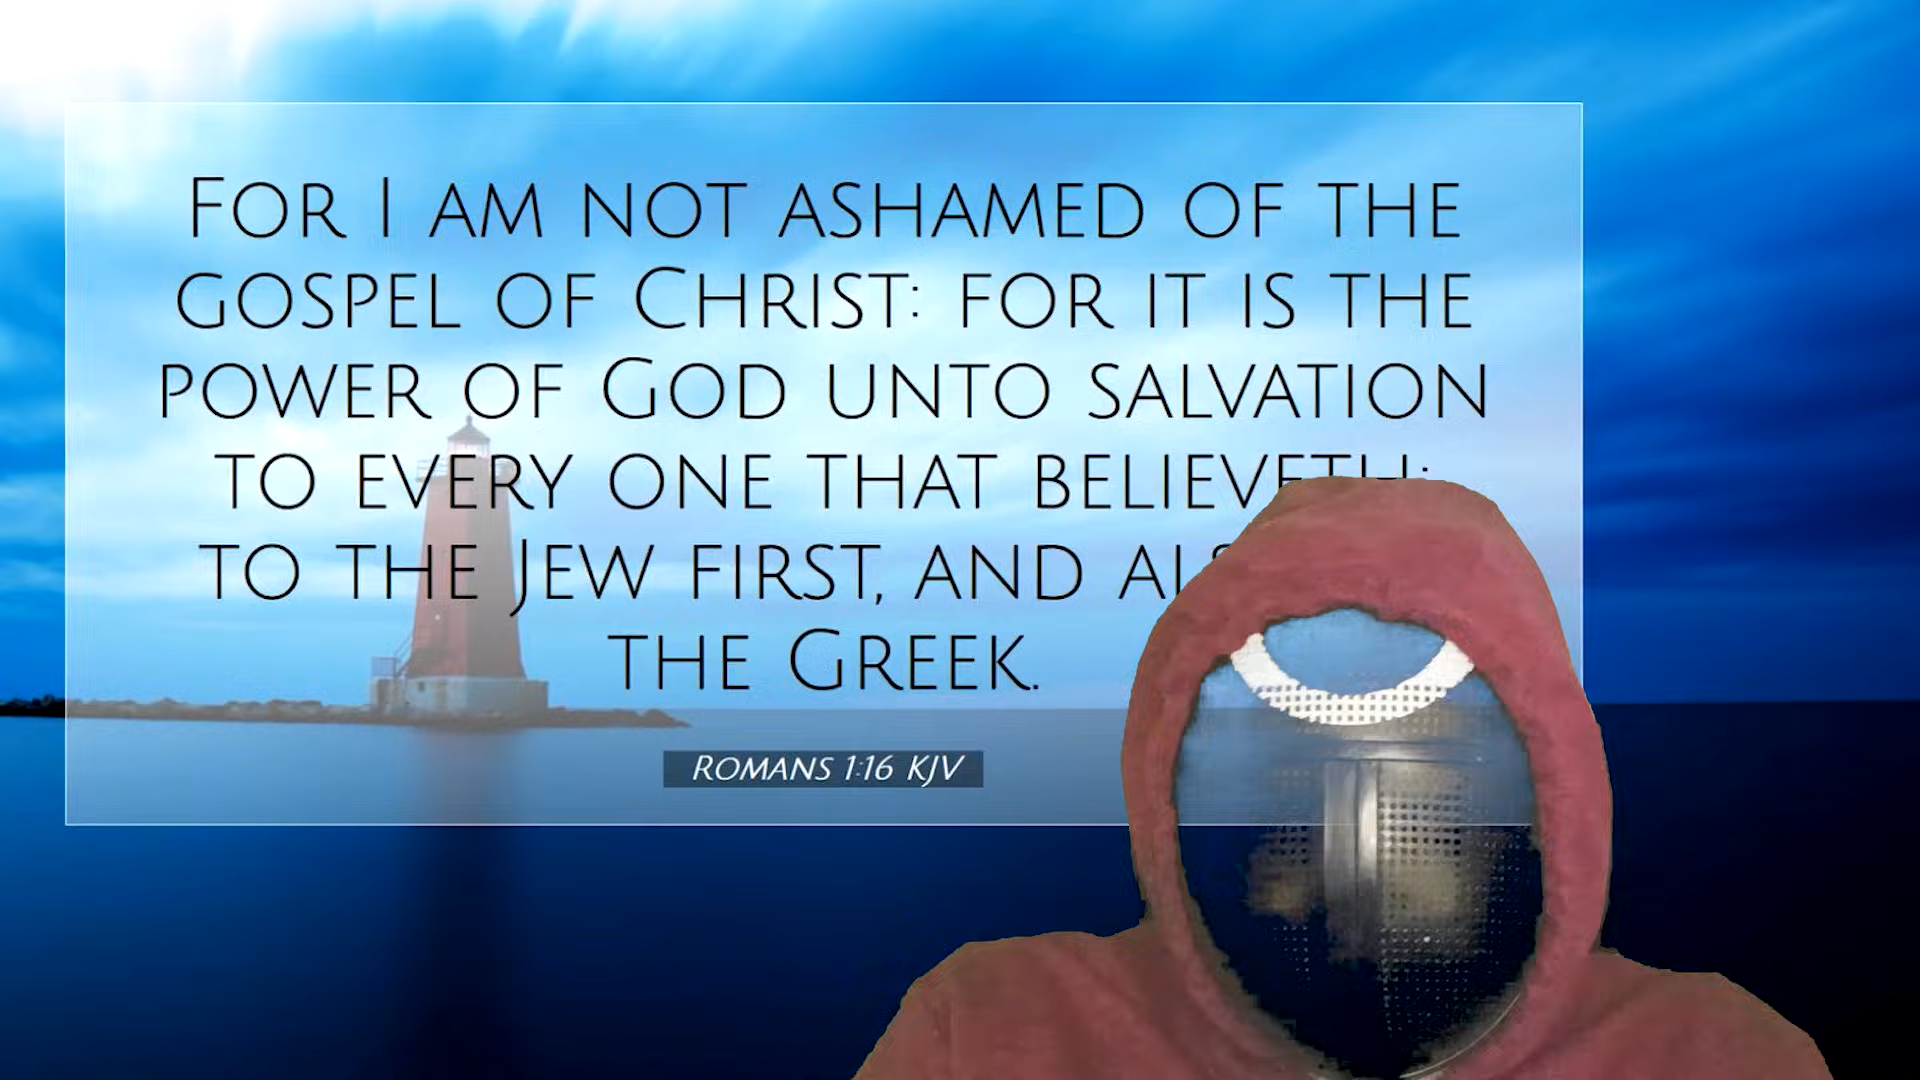 FOR I AM NOT ASHAMED OF THE
GOSPEL OF CHRIST: FOR IT IS THE
POWER OF GOD UNTO SALVATION
TO EVERY ONE THAT BELIEVETH;
TO THE JEW FIRST, AND
THE GREEK.
ROMANS 1:16 KJV